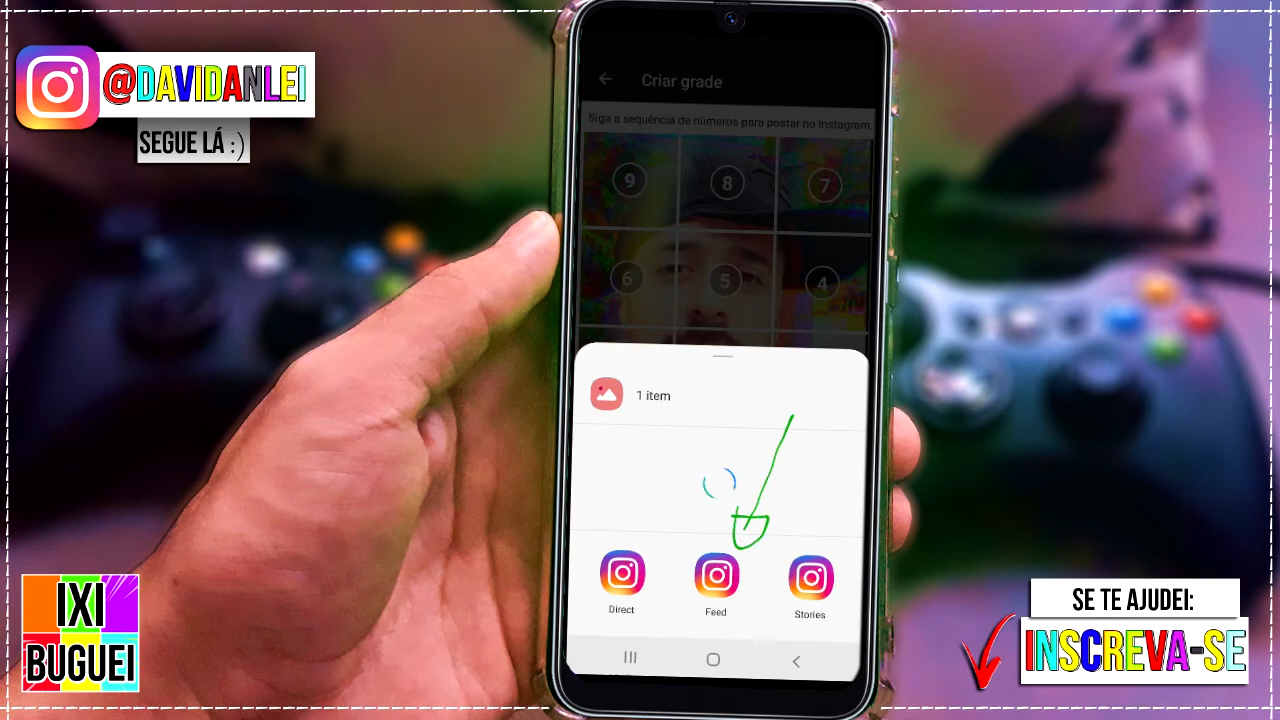 @DAVIDANLEI
SEGUE LÁ :)
Criar grade
Siga a sequência de números para postar no Instagram.
9 8 7
6 5 4
1 item
Direct Feed Stories
IXI
BUGUEI
SE TE AJUDEI:
INSCREVA-SE